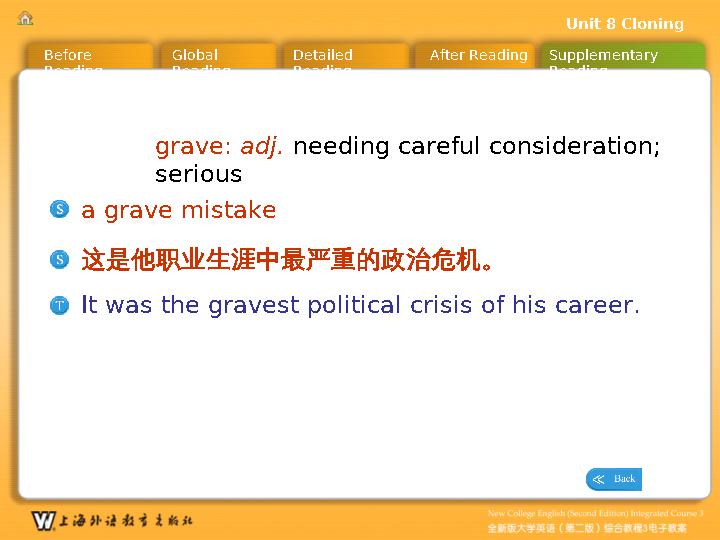 Unit 8 Cloning
Before Reading
Global Reading
Detailed Reading
After Reading
Supplementary Reading
grave: adj. needing careful consideration;
serious
S a grave mistake
S 这是他职业生涯中最严重的政治危机。
T It was the gravest political crisis of his career.
≪ Back
W 上海外语教育出版社
New College English (Second Edition) Integrated Course 3
全新版大学英语（第二版）综合教程3电子教案